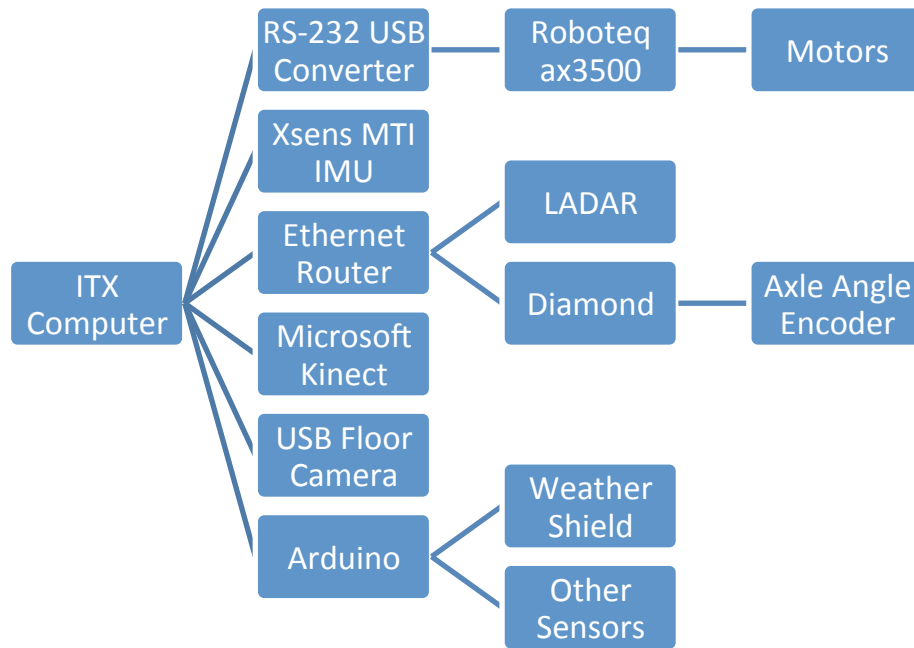 RS-232 USB
Converter
Roboteq
ax3500
Motors
Xsens MTI
IMU
LADAR
Ethernet
Router
ITX
Computer
Diamond
Axle Angle
Encoder
Microsoft
Kinect
USB Floor
Camera
Weather
Shield
Arduino
Other
Sensors